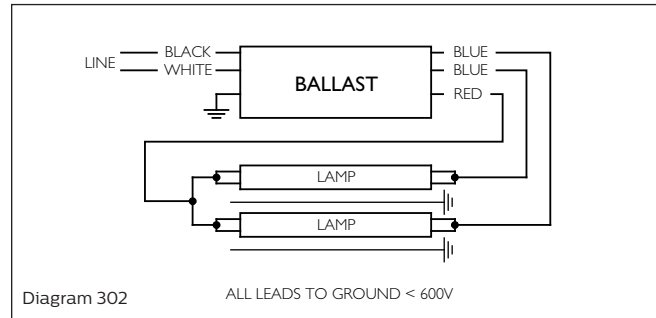 BLACK
BLUE
LINE
WHITE
BLUE
BALLAST
RED
LAMP
LAMP
Diagram 302
ALL LEADS TO GROUND < 600V